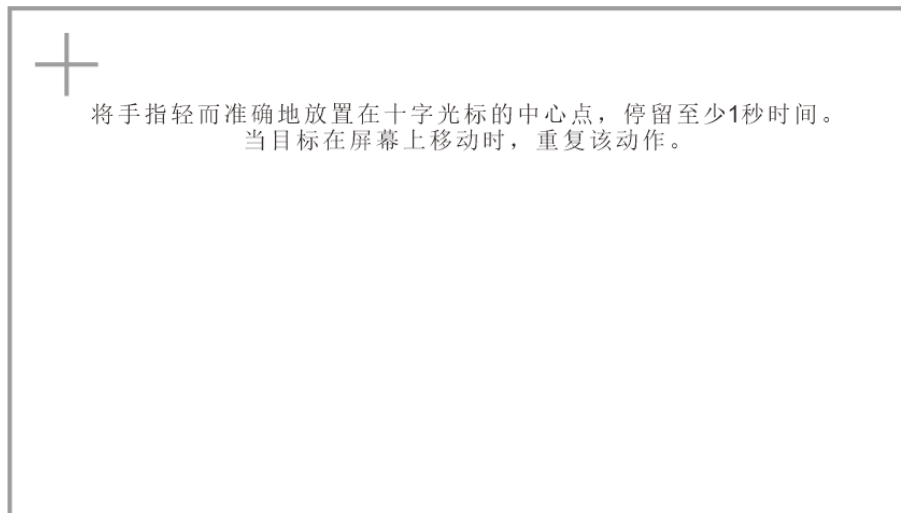 将手指轻而准确地放置在十字光标的中心点，停留至少1秒时间。
当目标在屏幕上移动时，重复该动作。